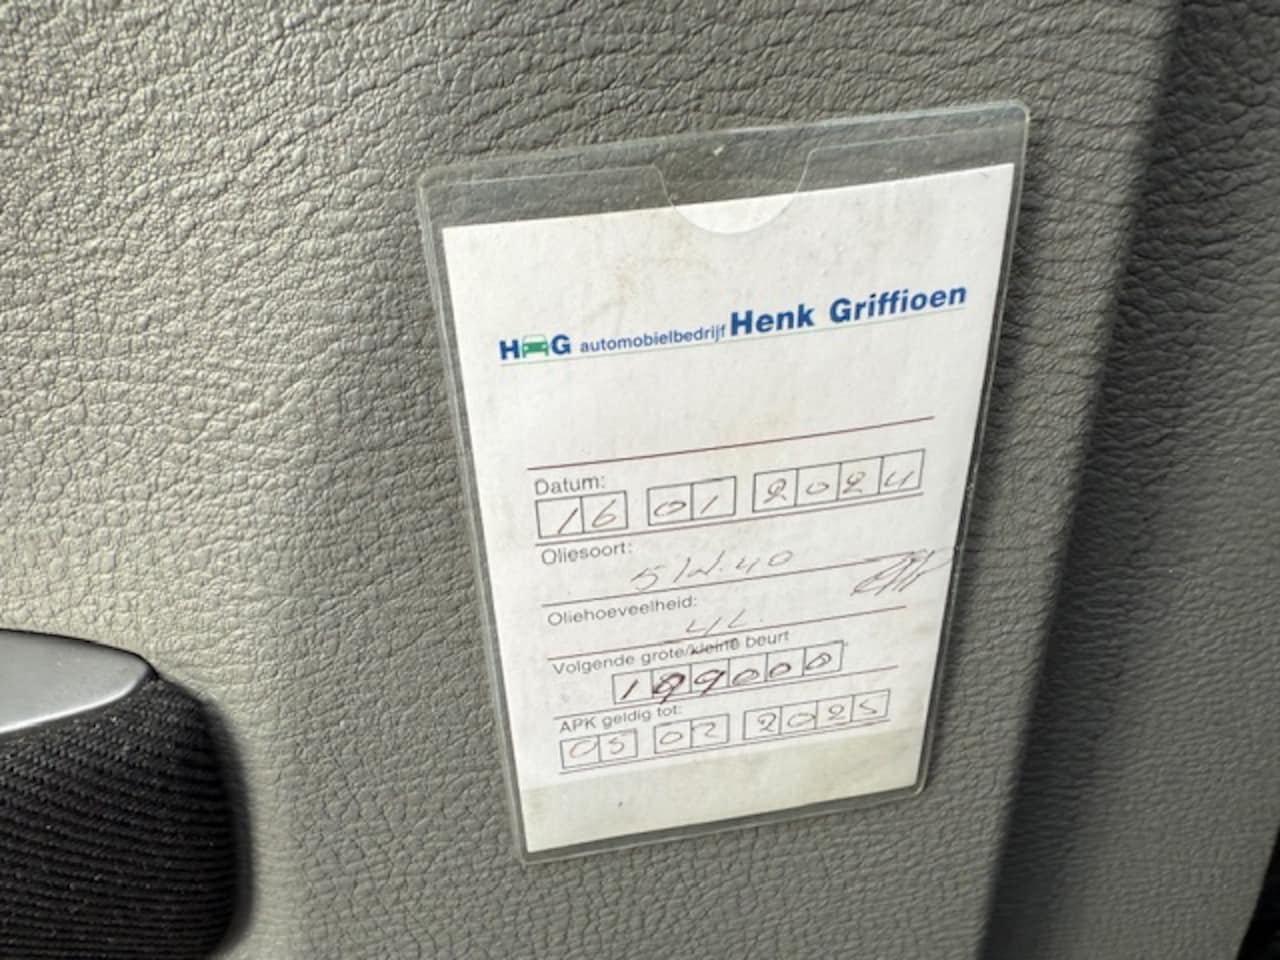 HG automobielbedrijf Henk Griffioen
Datum:
16 01 2024
Oliesoort:
5W.40
Oliehoeveelheid:
4L.
Volgende grote/kleine beurt
199000
APK geldig tot:
05 02 2025